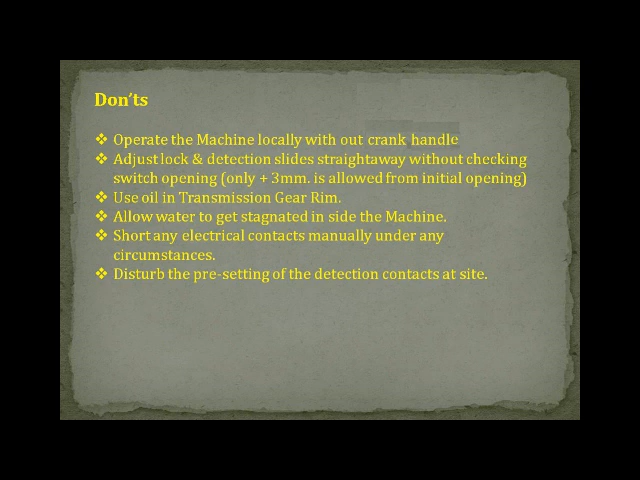 Don'ts
❖ Operate the Machine locally with out crank handle
❖ Adjust lock & detection slides straightaway without checking
switch opening (only + 3mm. is allowed from initial opening)
❖ Use oil in Transmission Gear Rim.
❖ Allow water to get stagnated in side the Machine.
❖ Short any electrical contacts manually under any
circumstances.
❖ Disturb the pre-setting of the detection contacts at site.